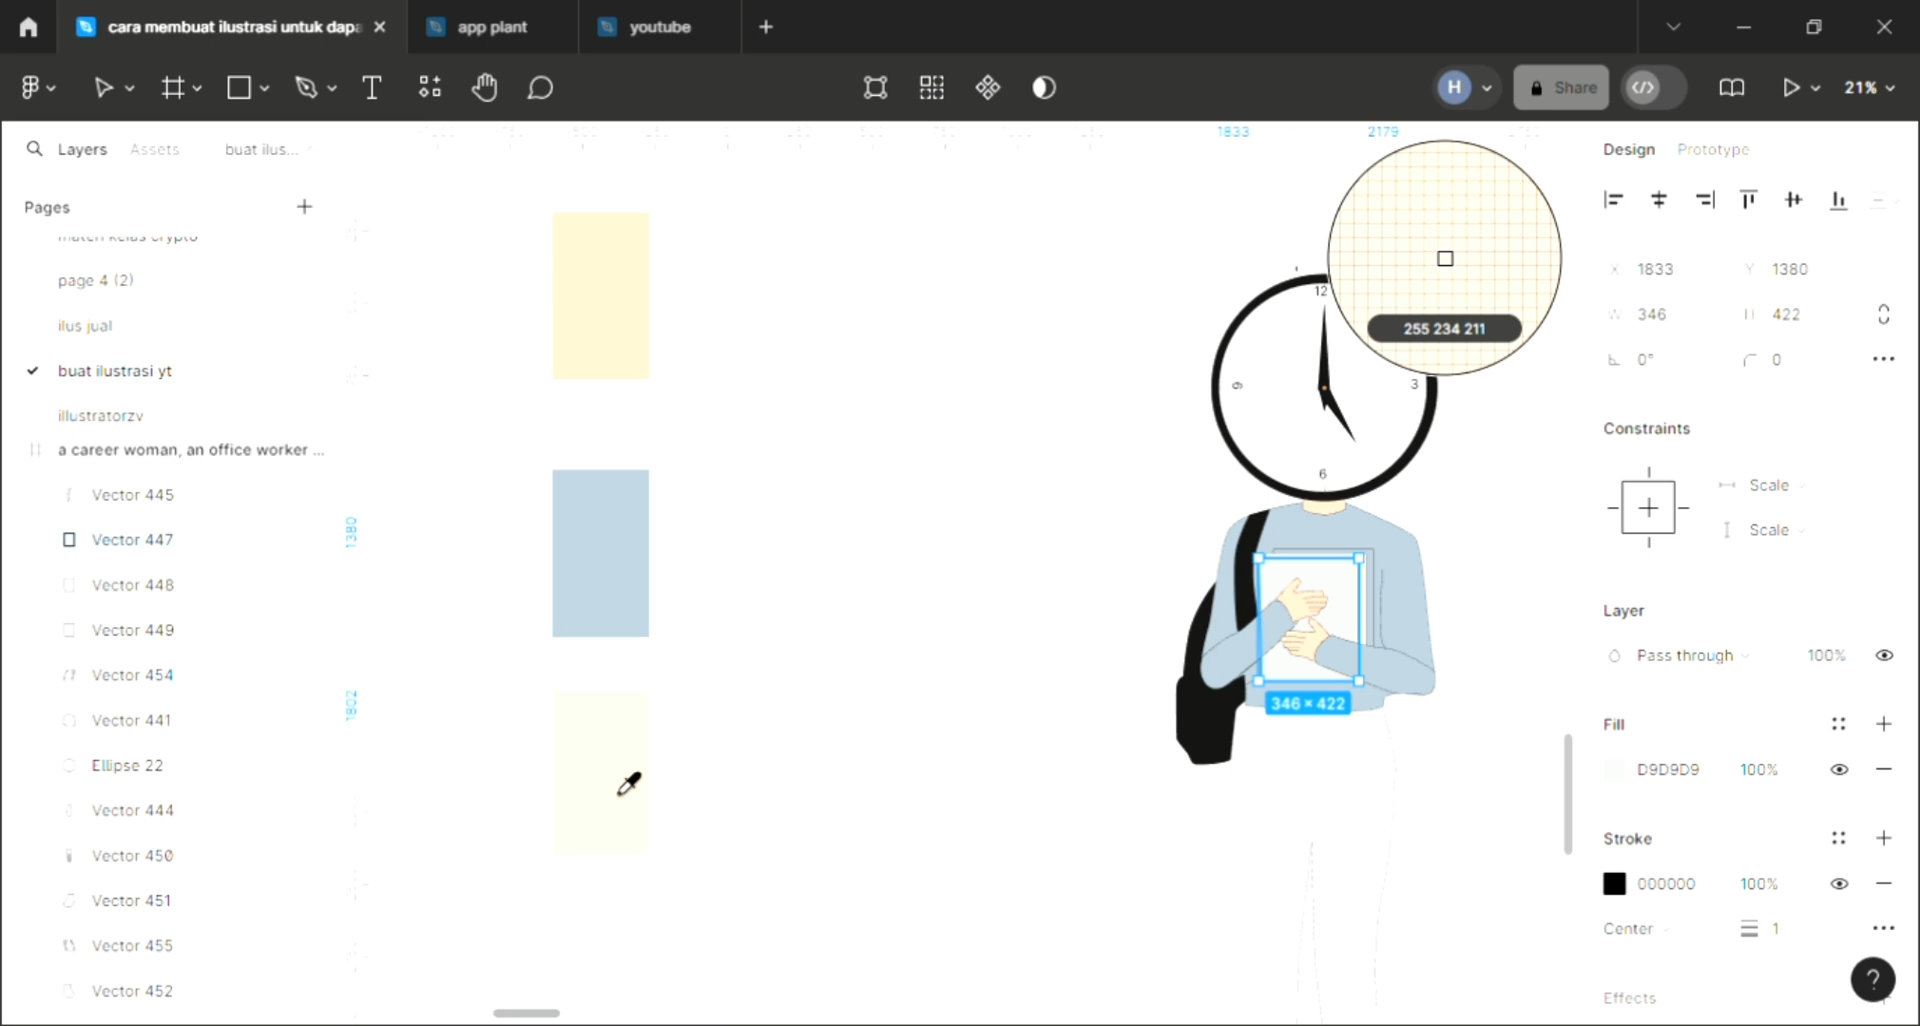 cara membuat ilustrasi untuk dapa
app plant
youtube
H
Share
21%
Layers
Assets
buat ilus...
1833
2179
Design
Prototype
Pages
match kelas crypto
page 4 (2)
ilus jual
buat ilustrasi yt
illustratorzv
a career woman, an office worker ...
Vector 445
Vector 447
Vector 448
Vector 449
Vector 454
Vector 441
Ellipse 22
Vector 444
Vector 450
Vector 451
Vector 455
Vector 452
1380
1802
12
3
6
9
255 234 211
346 × 422
X 1833
Y 1380
W 346
H 422
0°
0
Constraints
Scale
Scale
Layer
Pass through
100%
Fill
D9D9D9
100%
Stroke
000000
100%
Center
1
Effects
?